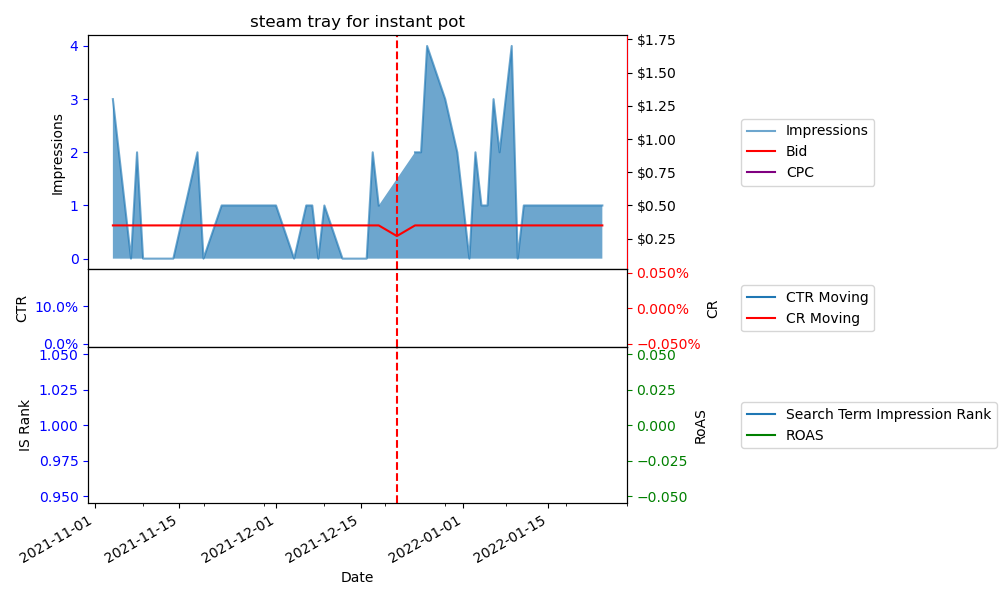 steam tray for instant pot
4
3
2
1
0
Impressions
$1.75
$1.50
$1.25
$1.00
$0.75
$0.50
$0.25
Impressions
Bid
CPC
10.0%
0.0%
CTR
0.050%
0.000%
−0.050%
CR
CTR Moving
CR Moving
1.050
1.025
1.000
0.975
0.950
IS Rank
0.050
0.025
0.000
−0.025
−0.050
RoAS
Search Term Impression Rank
ROAS
2021-11-01
2021-11-15
2021-12-01
2021-12-15
2022-01-01
2022-01-15
Date